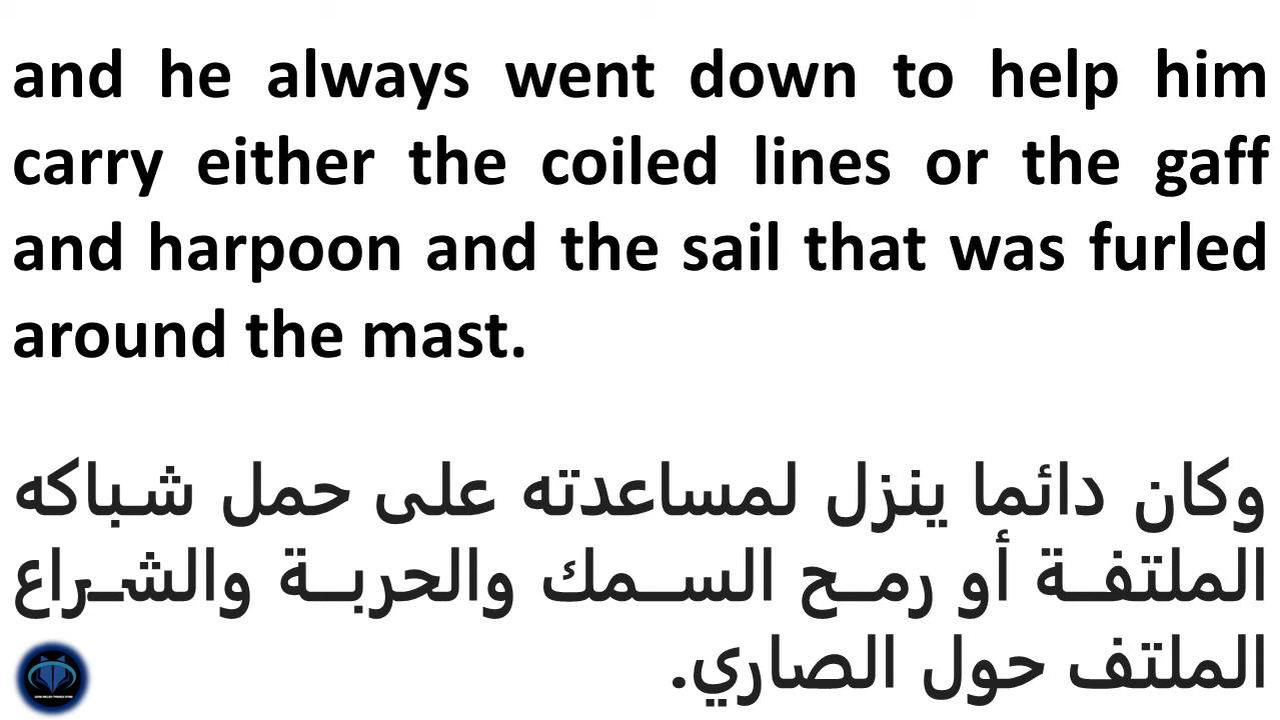 and he always went down to help him
carry either the coiled lines or the gaff
and harpoon and the sail that was furled
around the mast.
وكان دائما ينزل لمساعدته على حمل شباكه
الملتفة أو رمح السمك والحربة والشراع
الملتف حول الصاري.